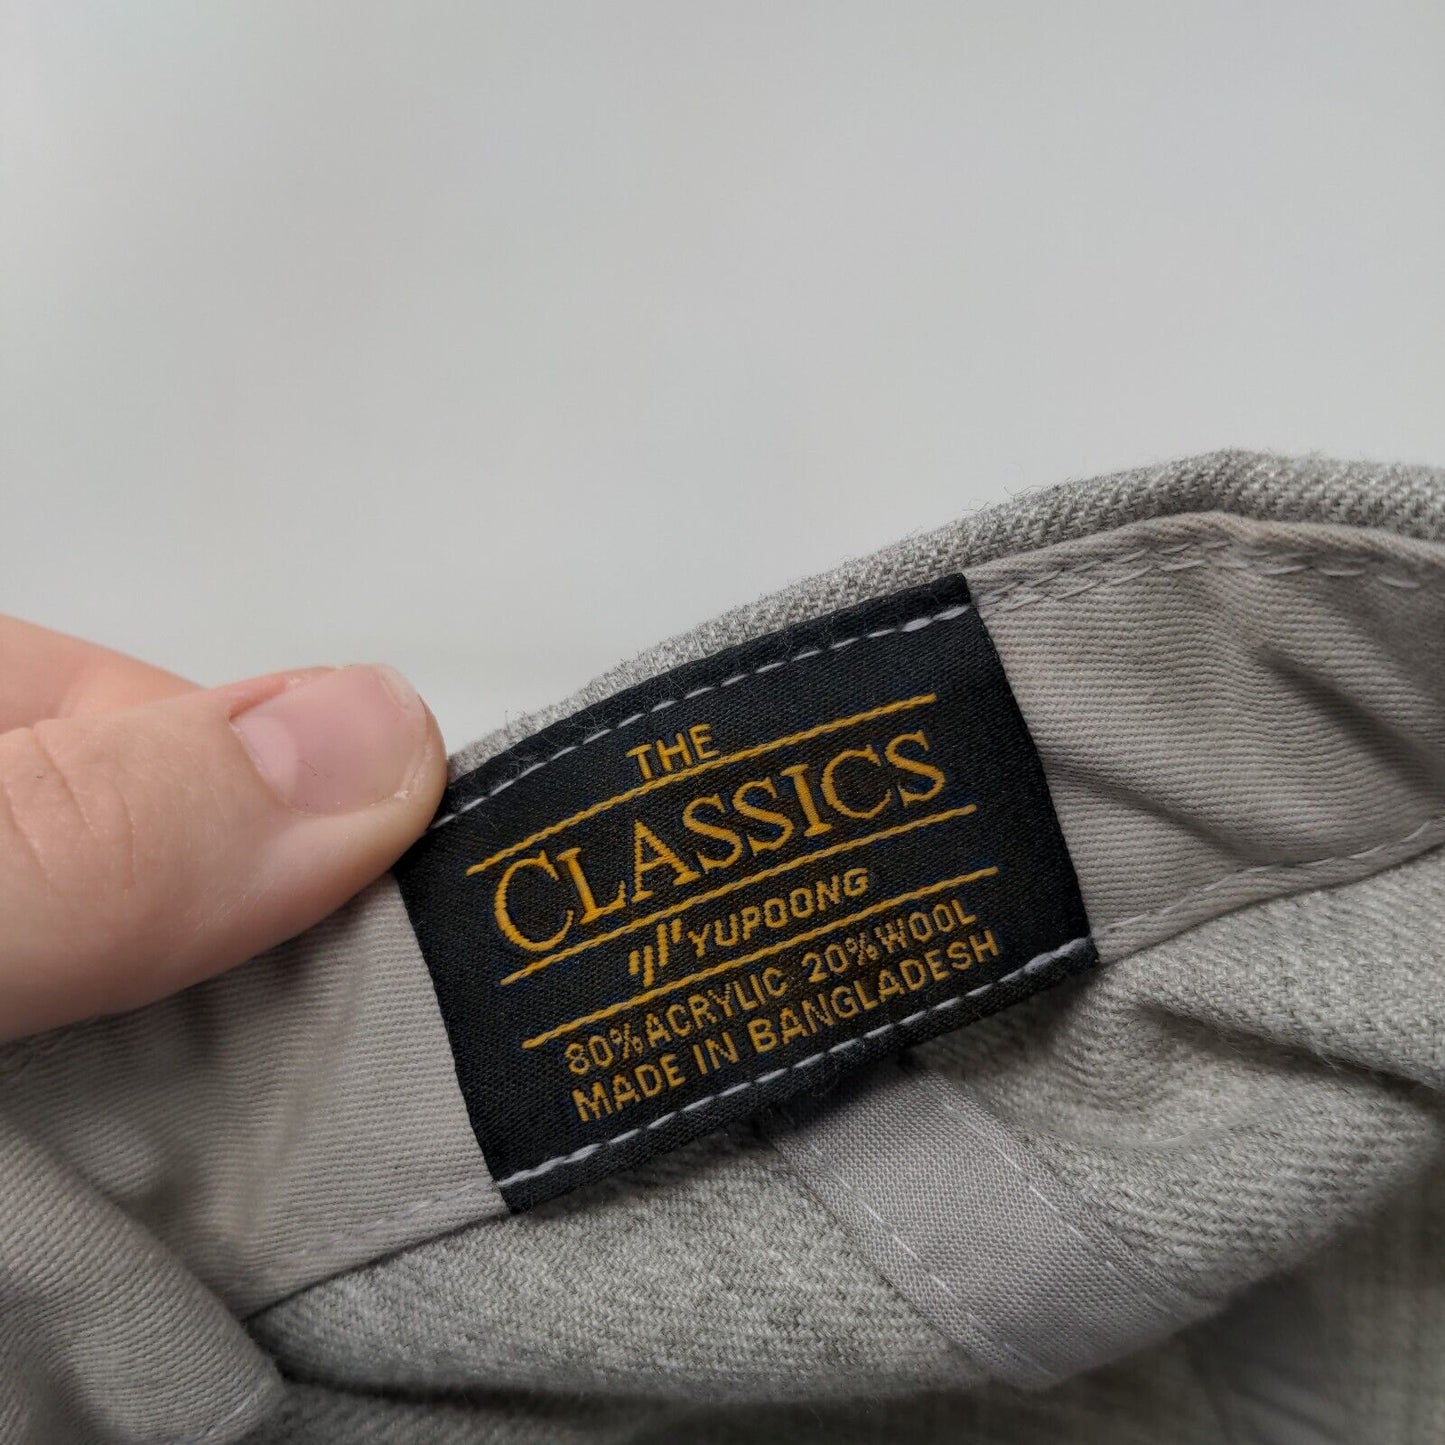 THE
CLASSICS
YUPOONG
80%ACRYLIC 20%WOOL
MADE IN BANGLADESH